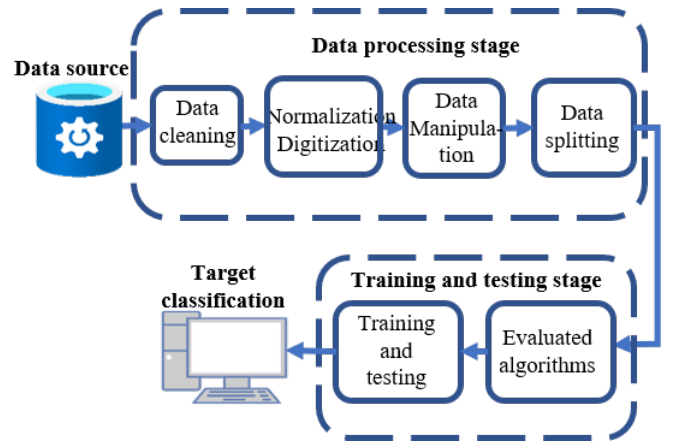 Data processing stage
Data source
Data
cleaning
Normalization
Digitization
Data
Manipula-
tion
Data
splitting
Target
classification
Training and testing stage
Training
and
testing
Evaluated
algorithms